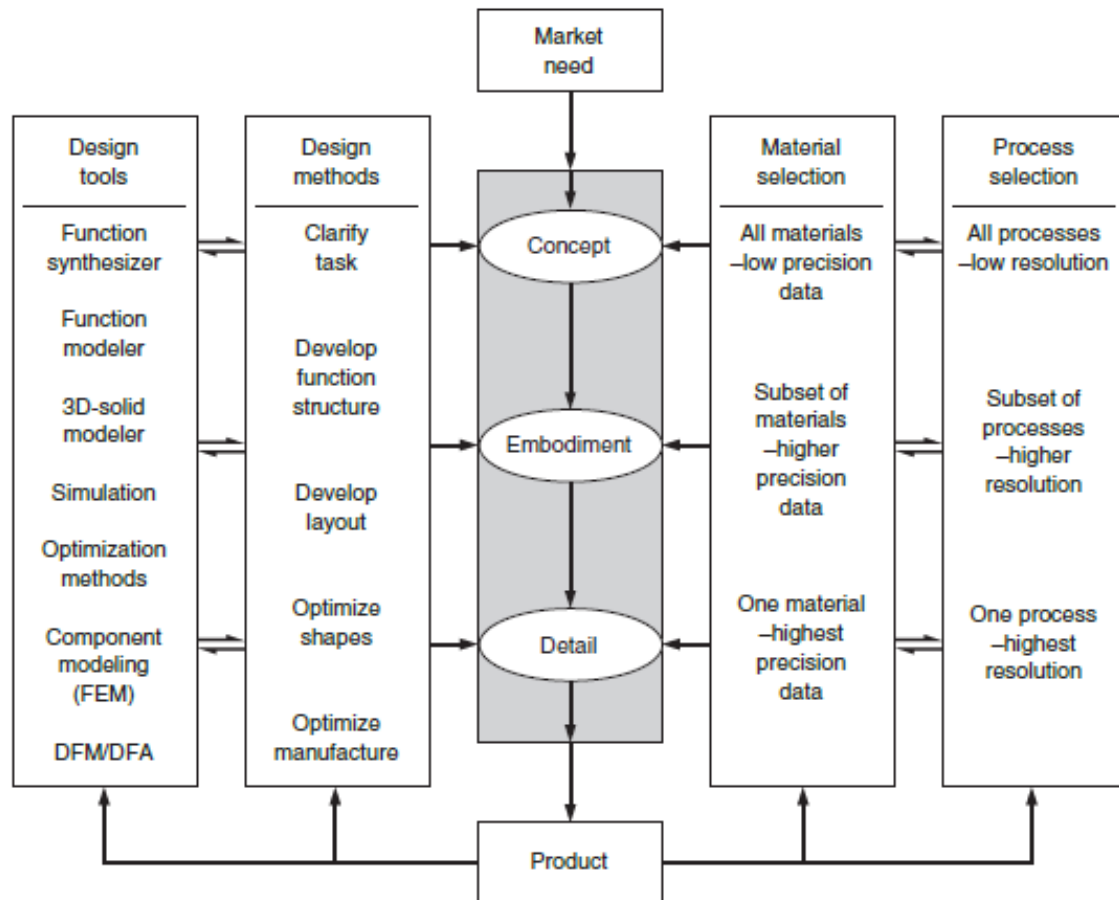 Market
need
Design
tools
Function
synthesizer
Function
modeler
3D-solid
modeler
Simulation
Optimization
methods
Component
modeling
(FEM)
DFM/DFA
Design
methods
Clarify
task
Develop
function
structure
Develop
layout
Optimize
shapes
Optimize
manufacture
Concept
Embodiment
Detail
Material
selection
All materials
–low precision
data
Subset of
materials
–higher
precision
data
One material
–highest
precision
data
Process
selection
All processes
–low resolution
Subset of
processes
–higher
resolution
One process
–highest
resolution
Product